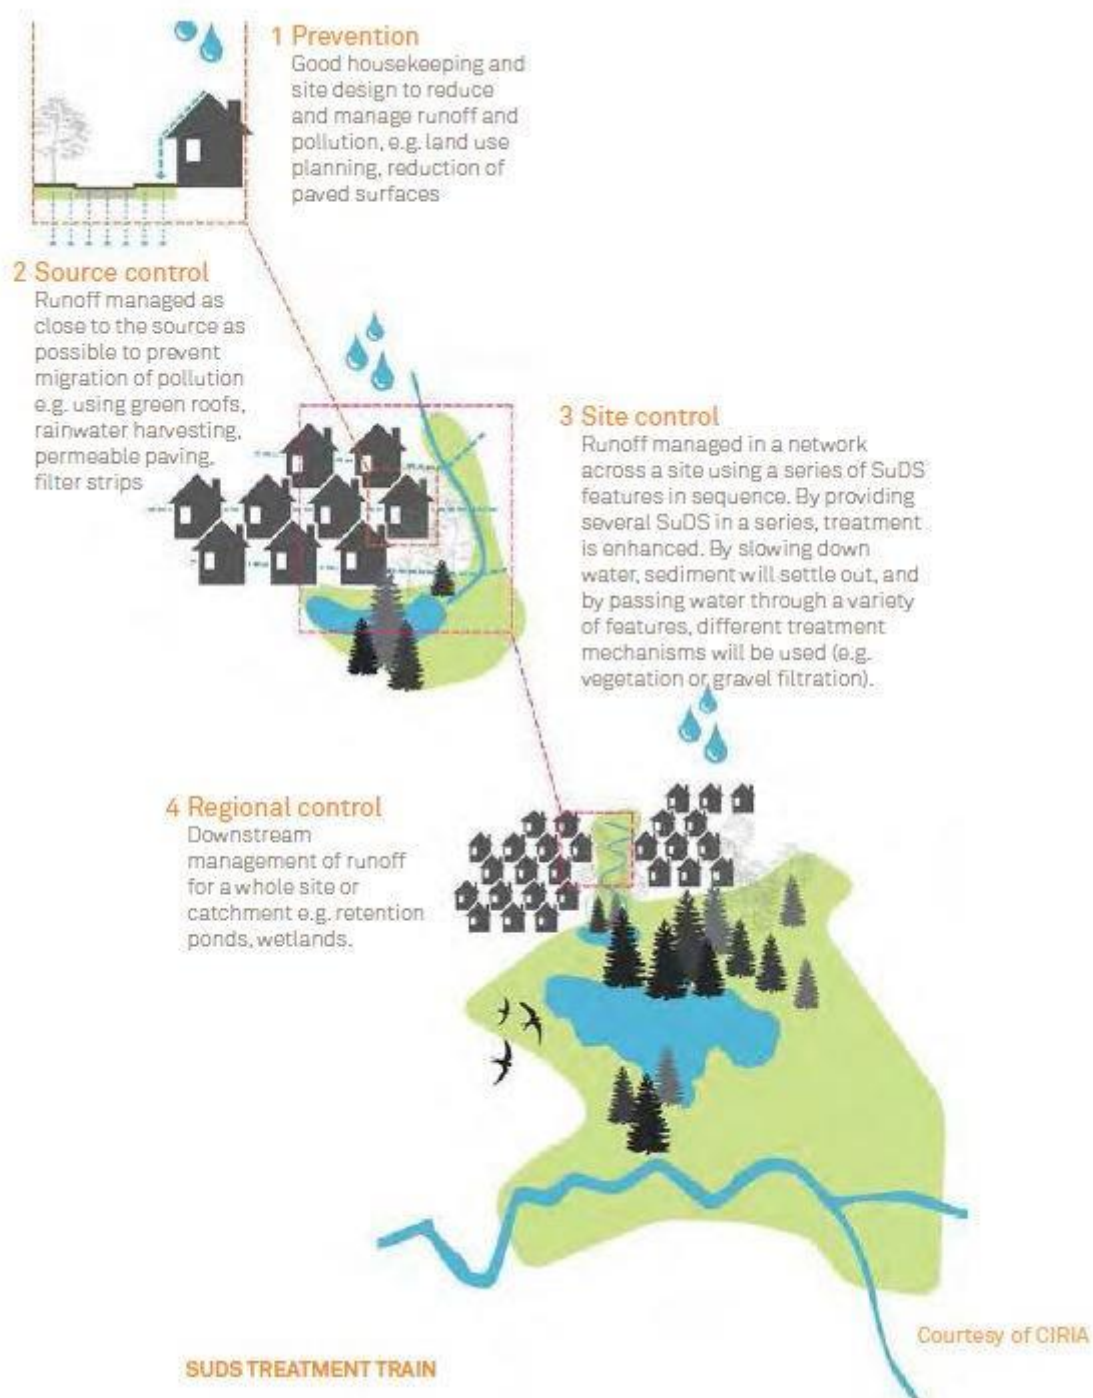 1 Prevention
Good housekeeping and
site design to reduce
and manage runoff and
pollution, e.g. land use
planning, reduction of
paved surfaces
2 Source control
Runoff managed as
close to the source as
possible to prevent
migration of pollution
e.g. using green roofs,
rainwater harvesting,
permeable paving,
filter strips
3 Site control
Runoff managed in a network
across a site using a series of SuDS
features in sequence. By providing
several SuDS in a series, treatment
is enhanced. By slowing down
water, sediment will settle out, and
by passing water through a variety
of features, different treatment
mechanisms will be used (e.g.
vegetation or gravel filtration).
4 Regional control
Downstream
management of runoff
for a whole site or
catchment e.g. retention
ponds, wetlands.
Courtesy of CIRIA
SUDS TREATMENT TRAIN